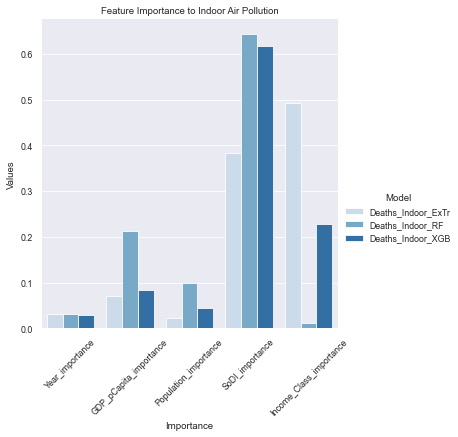 Feature Importance to Indoor Air Pollution
0.6
0.5
0.4
0.3
0.2
0.1
0.0
Values
Year_importance
GDP_pCapita_importance
Population_importance
SoDI_importance
Income_Class_importance
Importance
Model
Deaths_Indoor_ExTr
Deaths_Indoor_RF
Deaths_Indoor_XGB